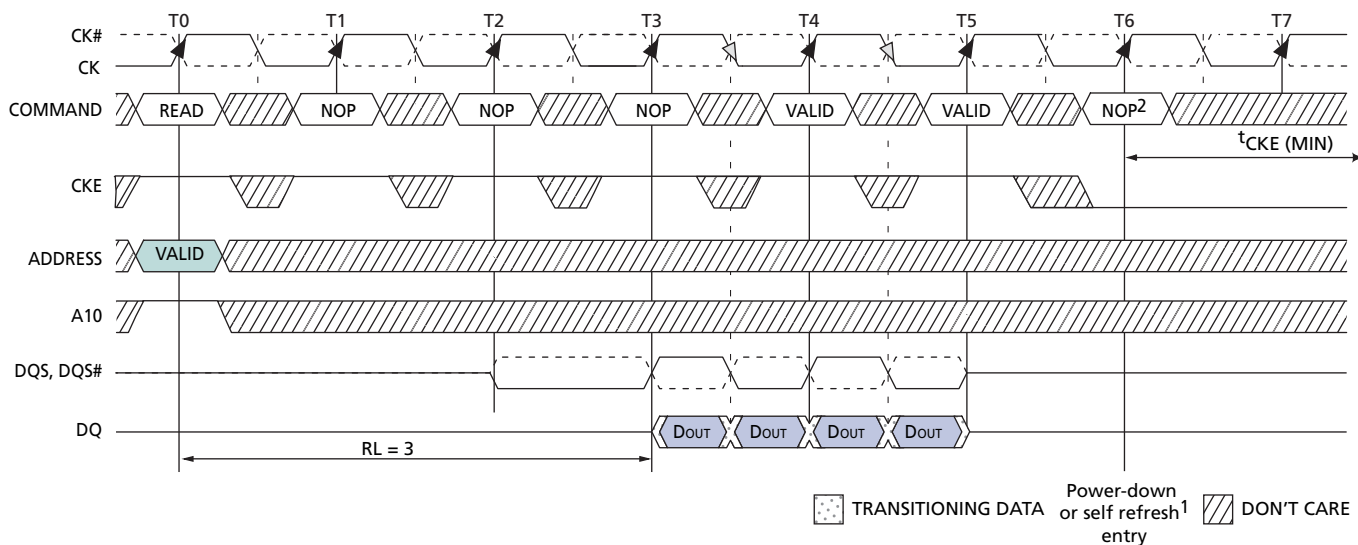 T0 T1 T2 T3 T4 T5 T6 T7
CK#
CK
COMMAND READ NOP NOP NOP VALID VALID NOP2
tCKE (MIN)
CKE
ADDRESS VALID
A10
DQS, DQS#
DQ DOUT DOUT DOUT DOUT
RL = 3
TRANSITIONING DATA
Power-down
or self refresh1
entry
DON'T CARE